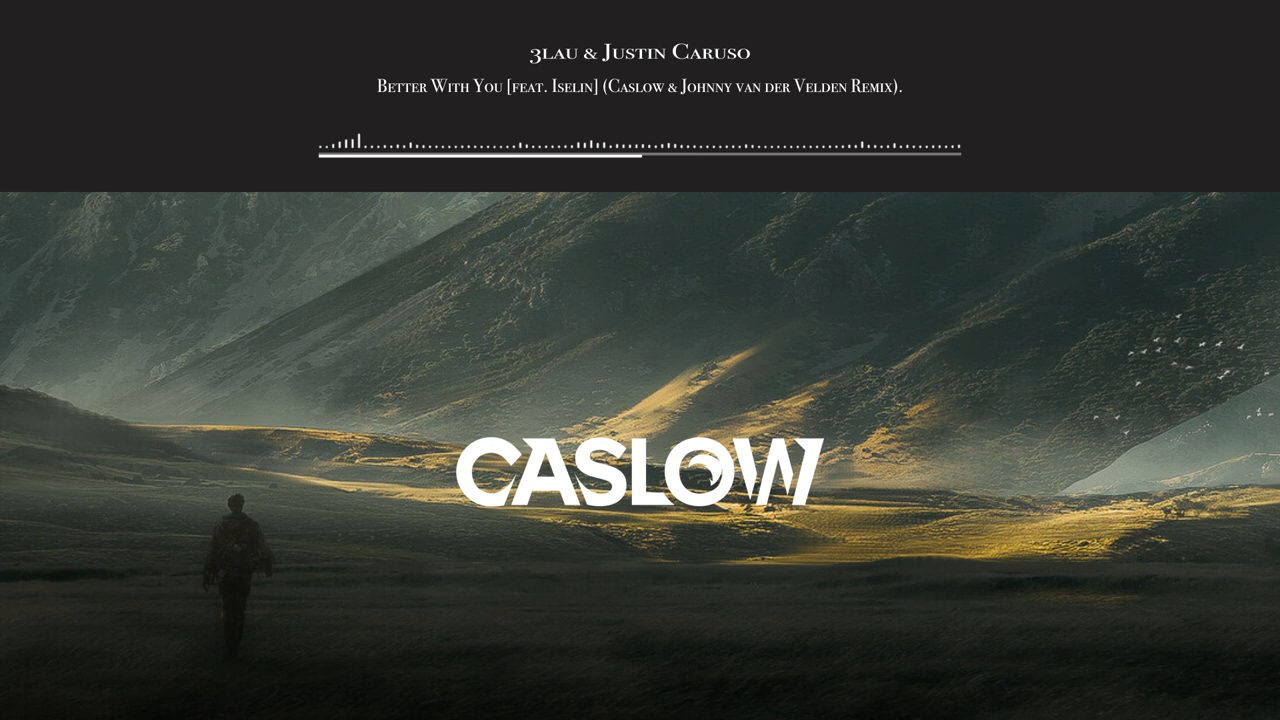 3lau & Justin Caruso
Better With You [feat. Iselin] (Caslow & Johnny van der Velden Remix).
CASLOW